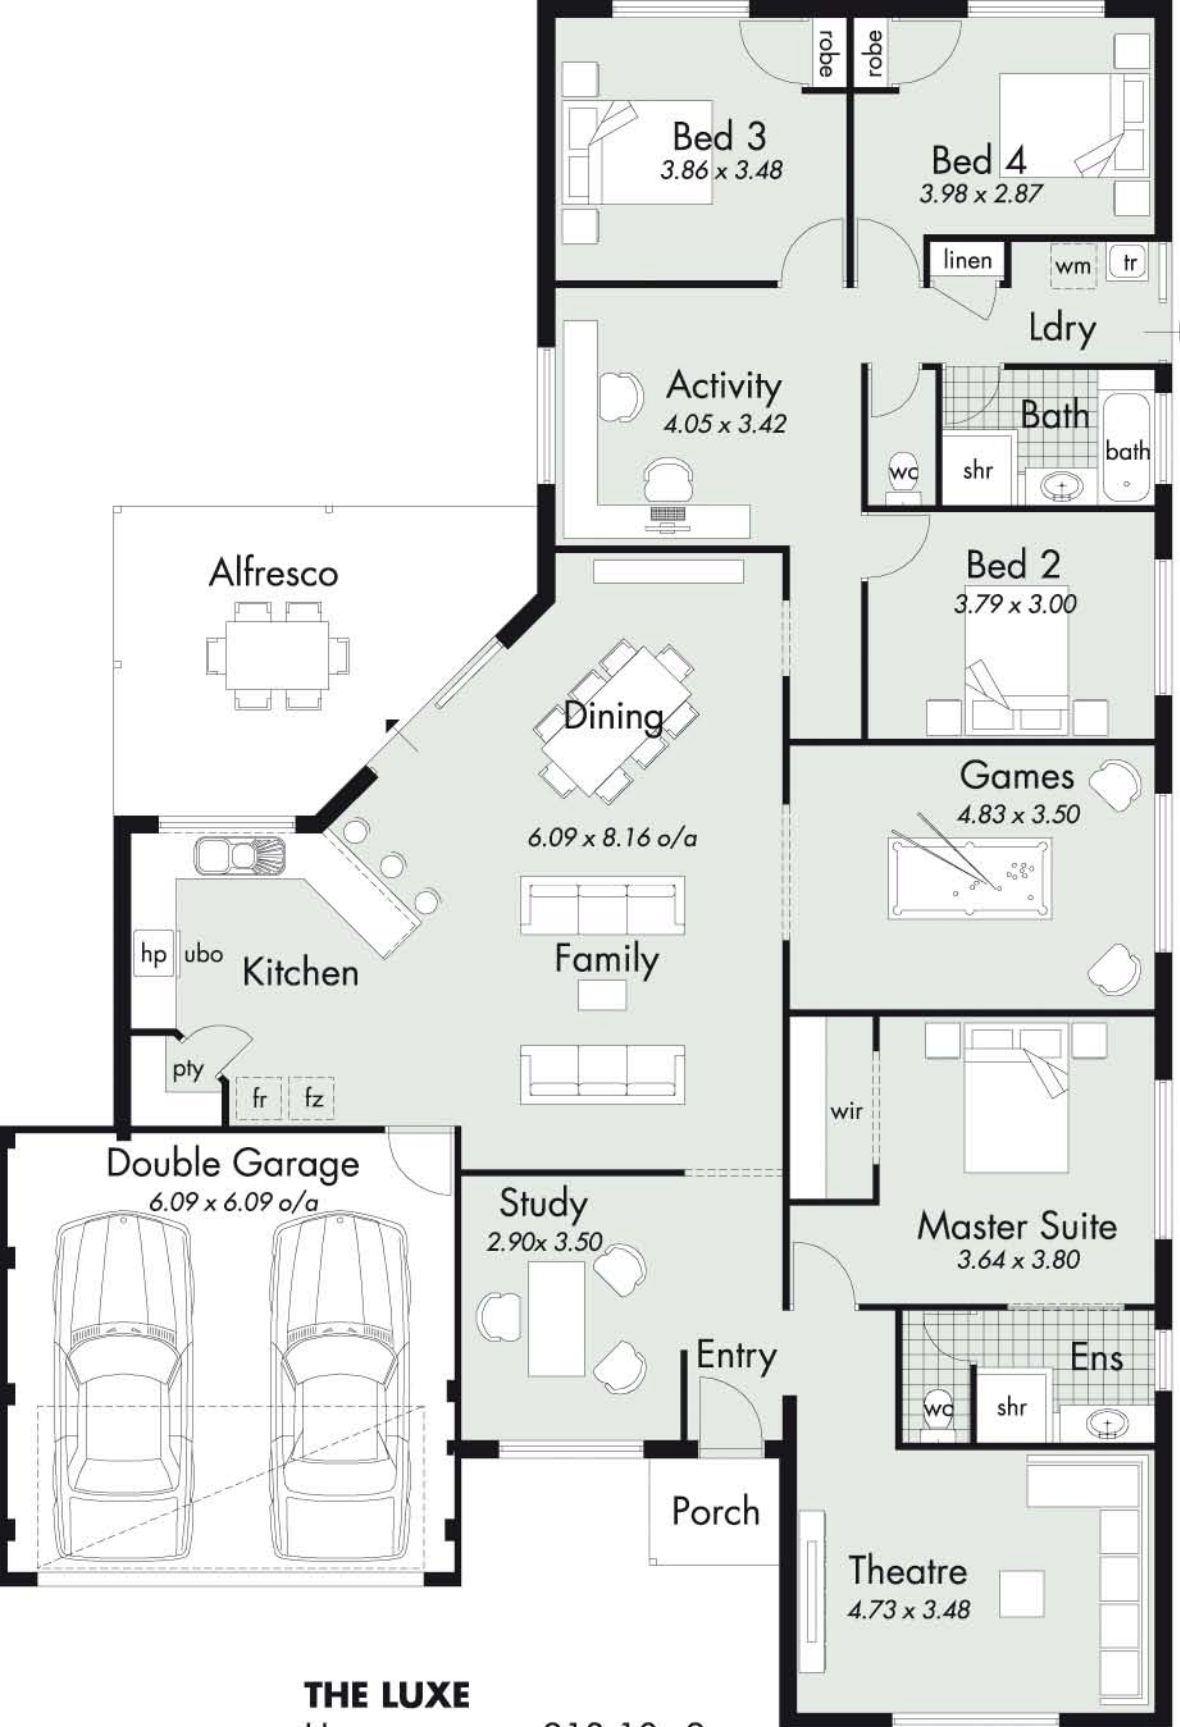 robe
robe
Bed 3
3.86 x 3.48
Bed 4
3.98 x 2.87
linen
wm
tr
Ldry
Activity
4.05 x 3.42
Bath
bath
wc
shr
Alfresco
Bed 2
3.79 x 3.00
Dining
Games
4.83 x 3.50
6.09 x 8.16 o/a
hp
ubo
Kitchen
Family
pty
fr
fz
wir
Double Garage
6.09 x 6.09 o/a
Study
2.90x 3.50
Master Suite
3.64 x 3.80
Entry
Ens
wc
shr
Porch
Theatre
4.73 x 3.48
THE LUXE